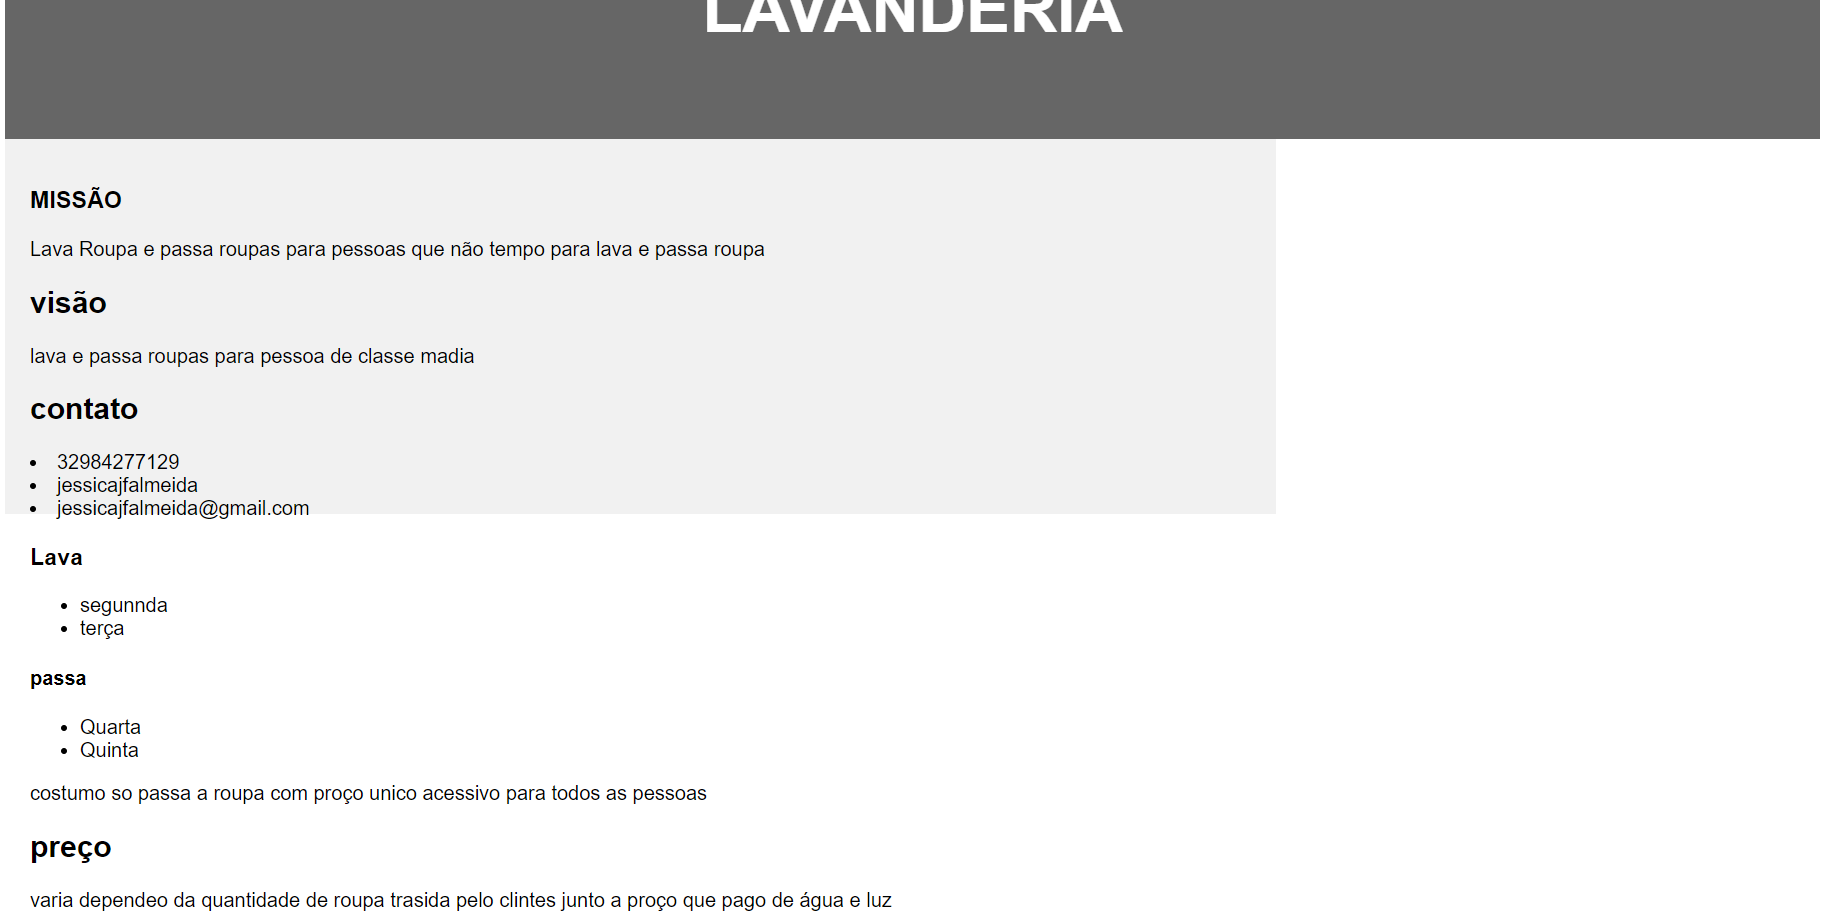 LAVANDERIA
MISSÃO
Lava Roupa e passa roupas para pessoas que não tempo para lava e passa roupa
visão
lava e passa roupas para pessoa de classe madia
contato
32984277129
jessicajfalmeida
jessicajfalmeida@gmail.com
Lava
segunnda
terça
passa
Quarta
Quinta
costumo so passa a roupa com proço unico acessivo para todos as pessoas
preço
varia dependeo da quantidade de roupa trasida pelo clintes junto a proço que pago de água e luz